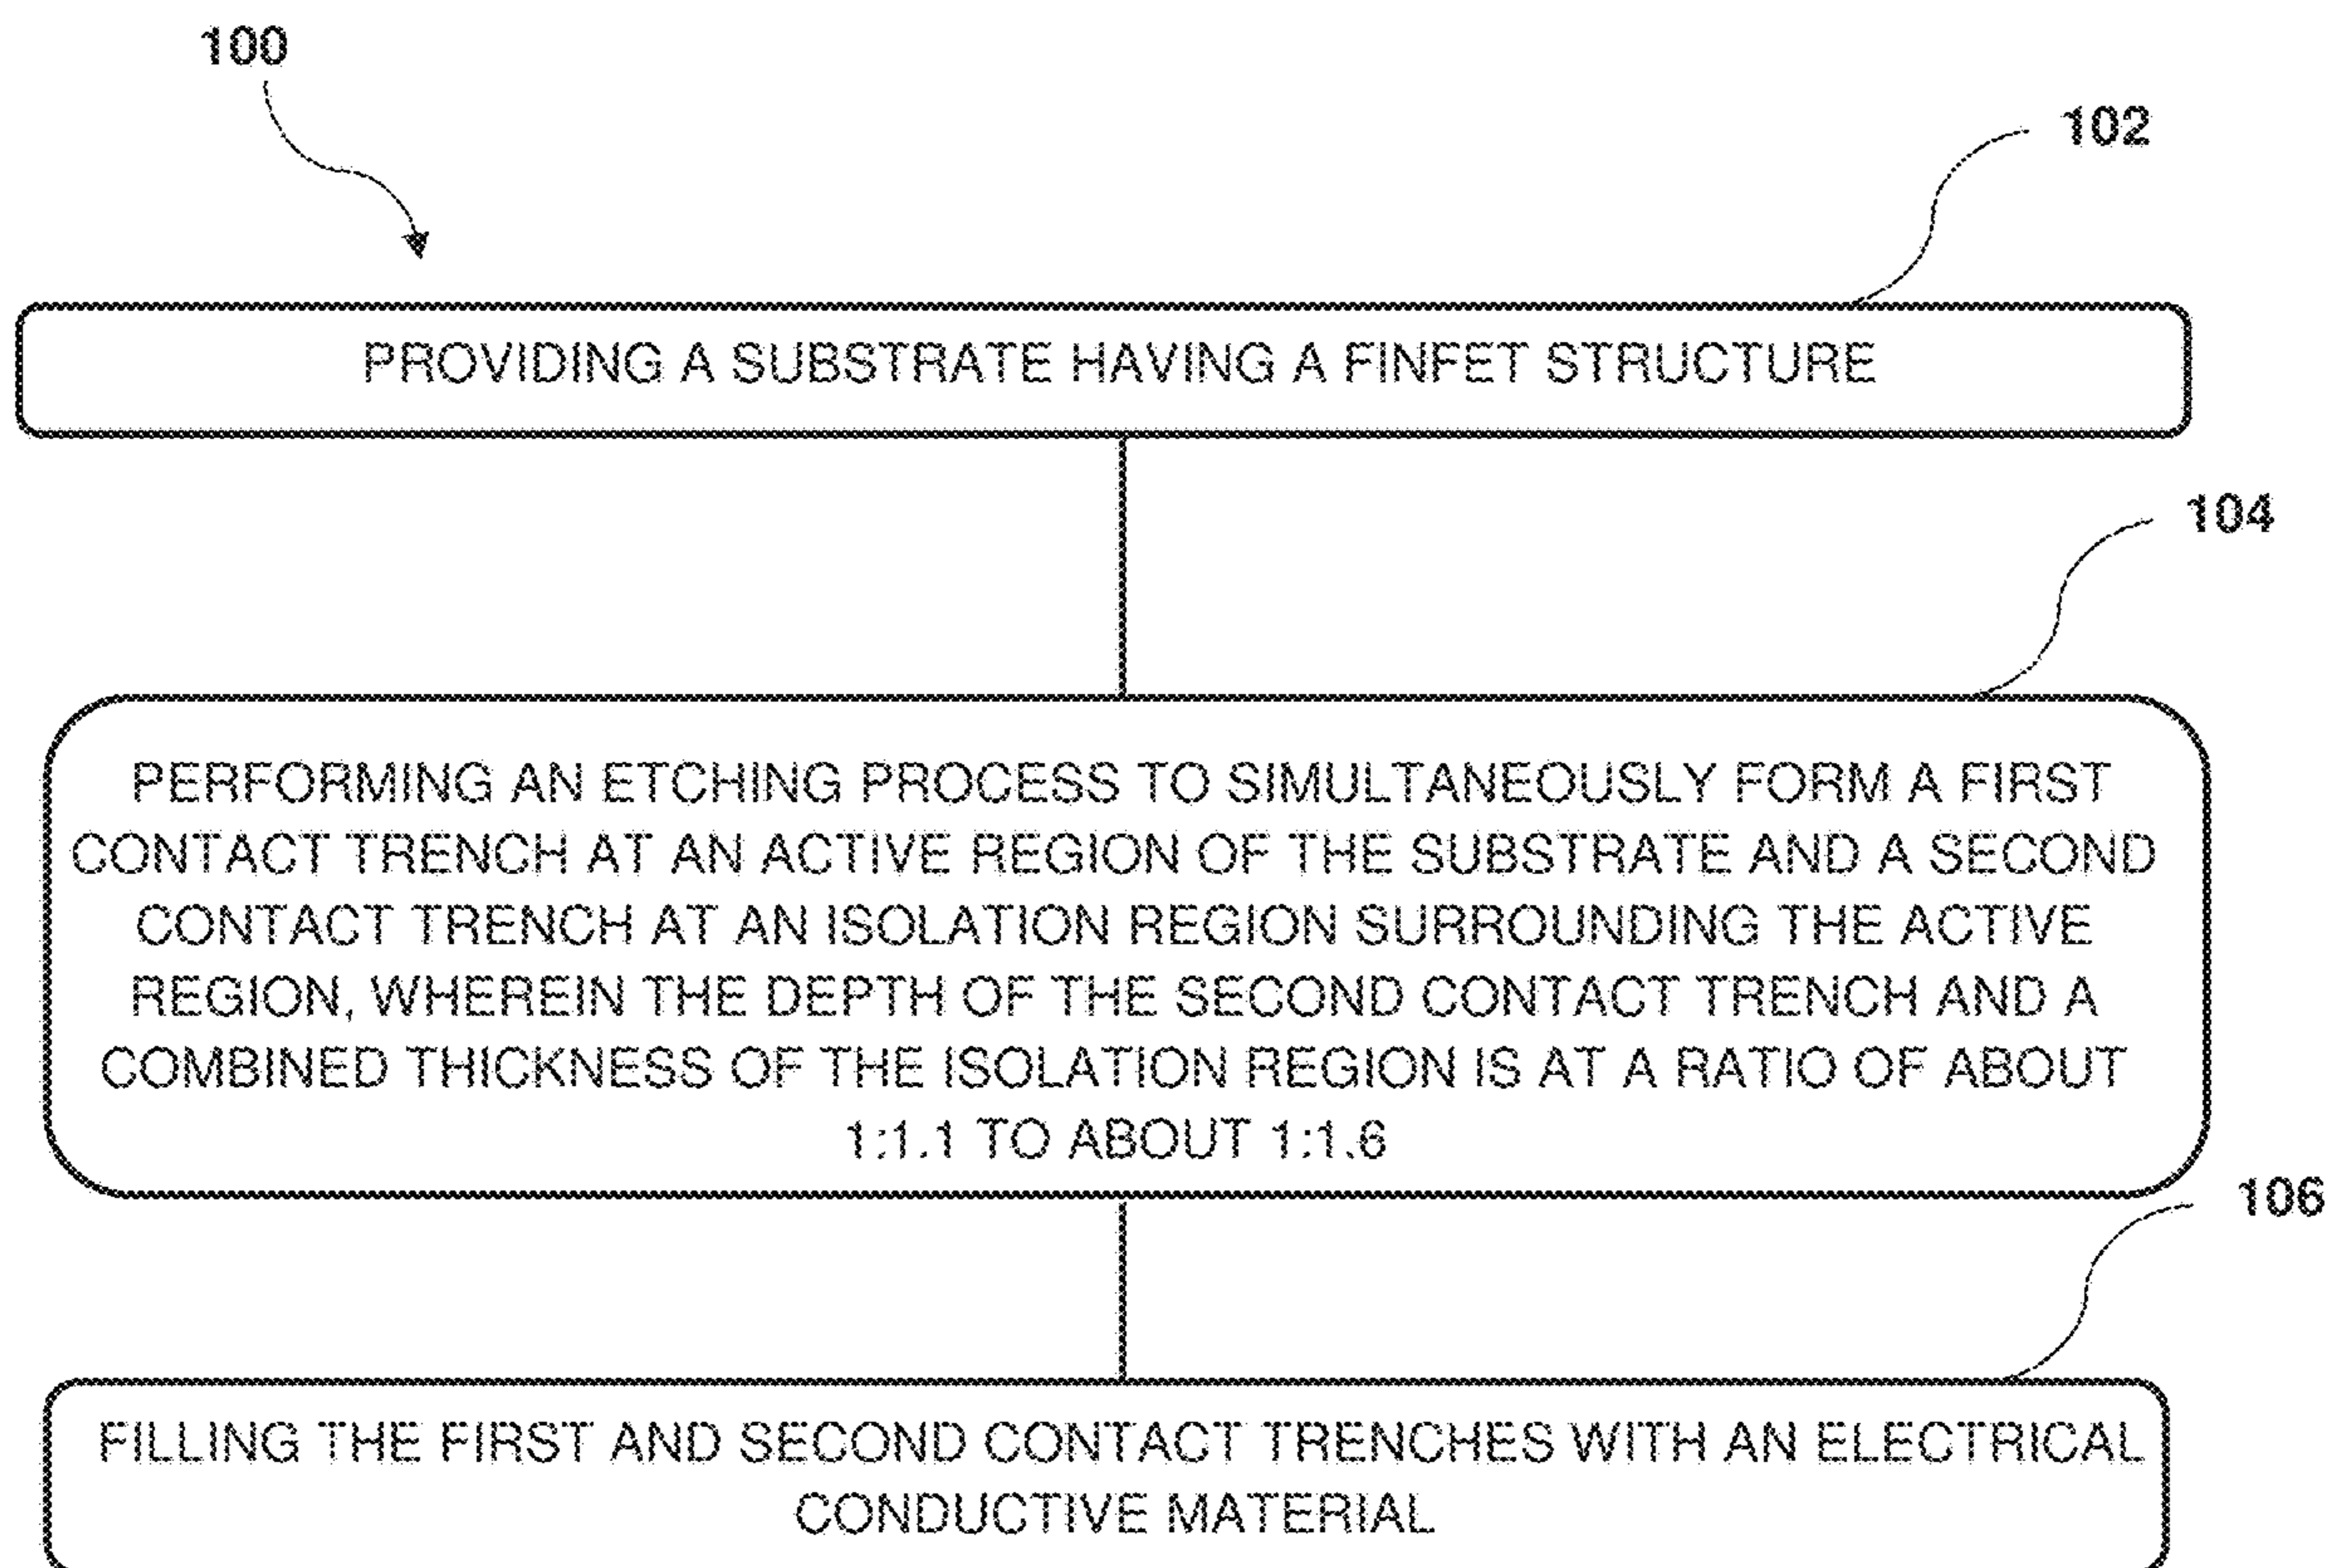 100
102
PROVIDING A SUBSTRATE HAVING A FINFET STRUCTURE
104
PERFORMING AN ETCHING PROCESS TO SIMULTANEOUSLY FORM A FIRST
CONTACT TRENCH AT AN ACTIVE REGION OF THE SUBSTRATE AND A SECOND
CONTACT TRENCH AT AN ISOLATION REGION SURROUNDING THE ACTIVE
REGION, WHEREIN THE DEPTH OF THE SECOND CONTACT TRENCH AND A
COMBINED THICKNESS OF THE ISOLATION REGION IS AT A RATIO OF ABOUT
1:1.1 TO ABOUT 1:1.6
106
FILLING THE FIRST AND SECOND CONTACT TRENCHES WITH AN ELECTRICAL
CONDUCTIVE MATERIAL